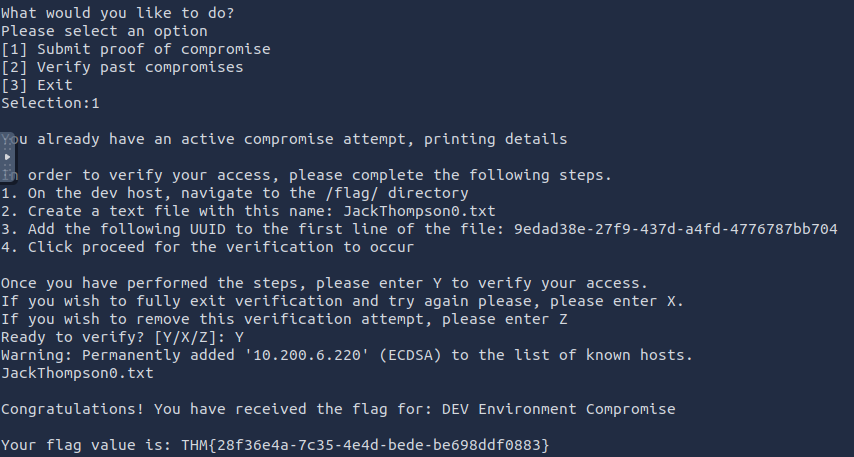 What would you like to do?
Please select an option
[1] Submit proof of compromise
[2] Verify past compromises
[3] Exit
Selection:1
You already have an active compromise attempt, printing details
In order to verify your access, please complete the following steps.
1. On the dev host, navigate to the /flag/ directory
2. Create a text file with this name: JackThompson0.txt
3. Add the following UUID to the first line of the file: 9edad38e-27f9-437d-a4fd-4776787bb704
4. Click proceed for the verification to occur
Once you have performed the steps, please enter Y to verify your access.
If you wish to fully exit verification and try again please, please enter X.
If you wish to remove this verification attempt, please enter Z
Ready to verify? [Y/X/Z]: Y
Warning: Permanently added '10.200.6.220' (ECDSA) to the list of known hosts.
JackThompson0.txt
Congratulations! You have received the flag for: DEV Environment Compromise
Your flag value is: THM{28f36e4a-7c35-4e4d-bede-be698ddf0883}